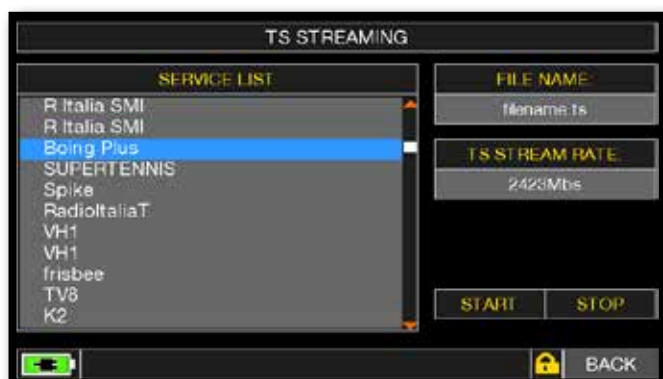 TS STREAMING
SERVICE LIST
R Italia SMI
R Italia SMI
Boing Plus
SUPERTENNIS
Spike
RadioItaliaT
VH1
VH1
frisbee
TV8
K2
FILE NAME
filename.ts
TS STREAM RATE
2423Mbs
START
STOP
BACK